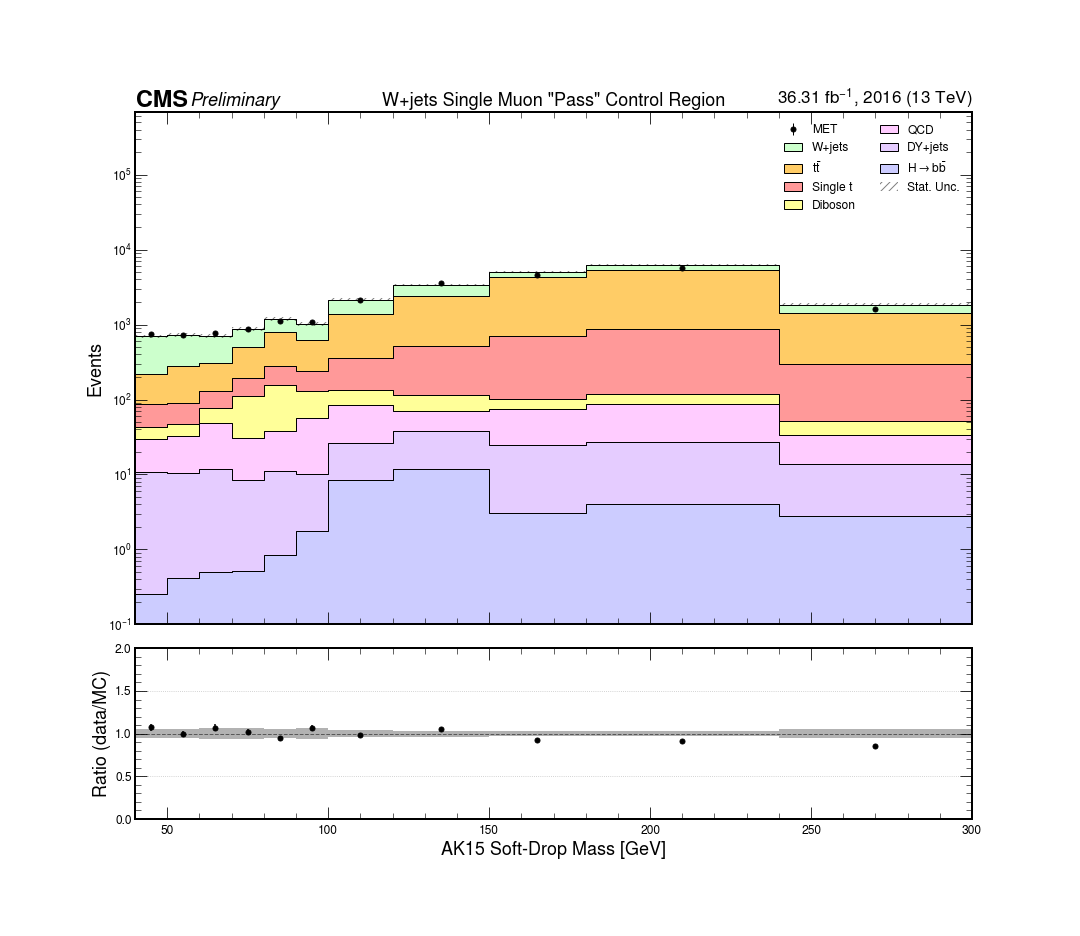 CMS Preliminary W+jets Single Muon "Pass" Control Region 36.31 fb⁻¹, 2016 (13 TeV)
MET
W+jets
tt̄
Single t
Diboson
QCD
DY+jets
H→bb̄
Stat. Unc.
Events
10⁵
10⁴
10³
10²
10¹
10⁰
10⁻¹
Ratio (data/MC)
2.0
1.5
1.0
0.5
0.0
50 100 150 200 250 300
AK15 Soft-Drop Mass [GeV]